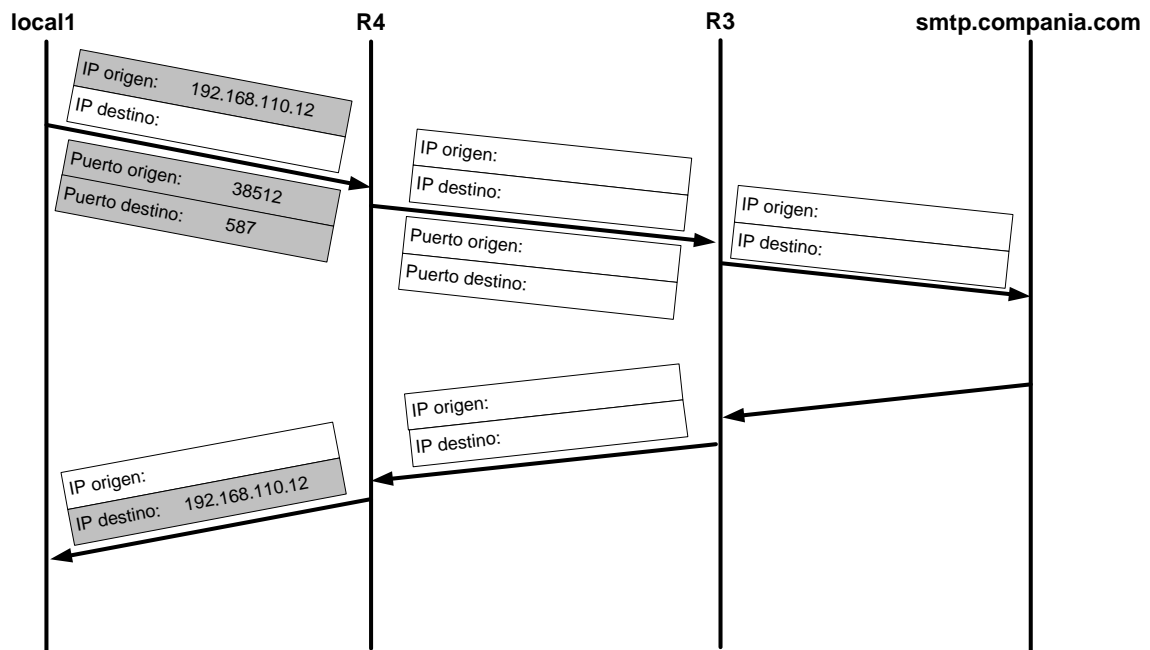 local1
R4
R3
smtp.compania.com
IP origen: 192.168.110.12
IP destino:
Puerto origen: 38512
Puerto destino: 587
IP origen:
IP destino:
Puerto origen:
Puerto destino:
IP origen:
IP destino:
IP origen:
IP destino:
IP origen:
IP destino: 192.168.110.12